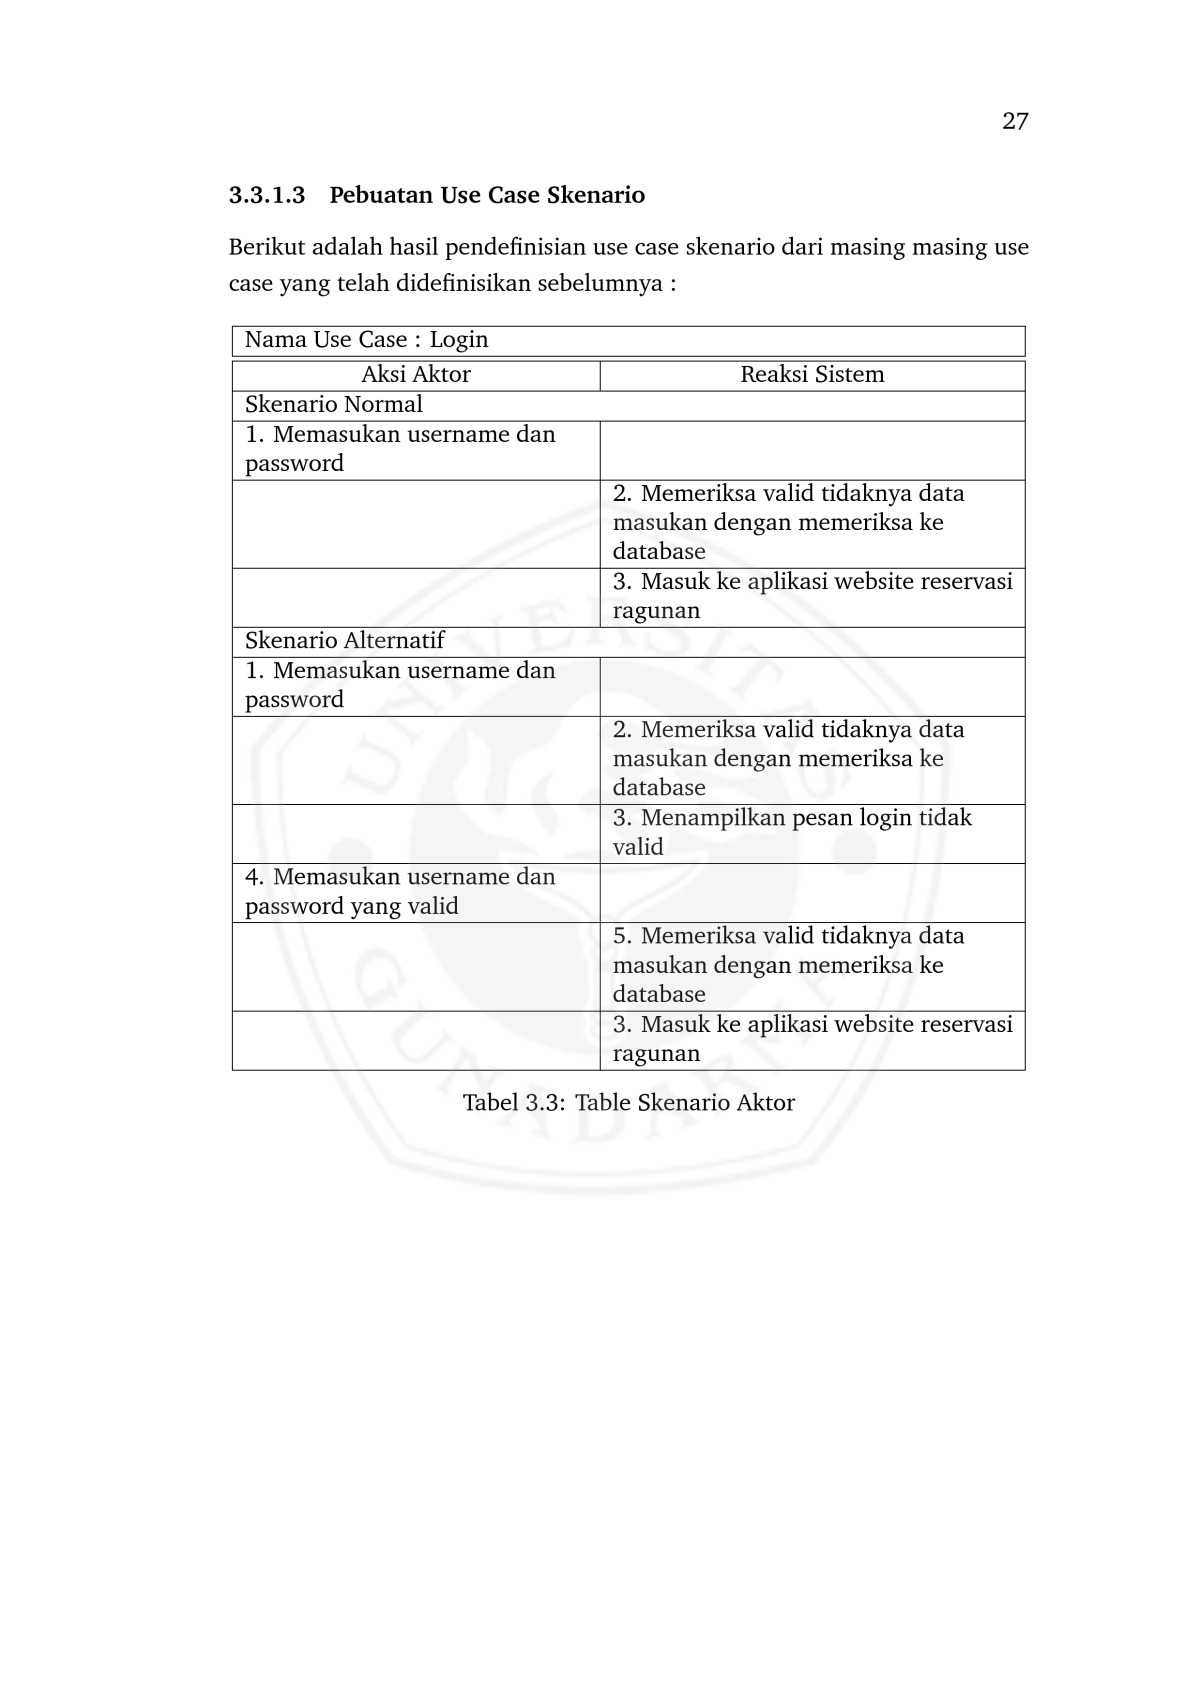 27
3.3.1.3 Pebuatan Use Case Skenario
Berikut adalah hasil pendefinisian use case skenario dari masing masing use
case yang telah didefinisikan sebelumnya :
Nama Use Case : Login
Aksi Aktor Reaksi Sistem
Skenario Normal
1. Memasukan username dan
password
2. Memeriksa valid tidaknya data
masukan dengan memeriksa ke
database
3. Masuk ke aplikasi website reservasi
ragunan
Skenario Alternatif
1. Memasukan username dan
password
2. Memeriksa valid tidaknya data
masukan dengan memeriksa ke
database
3. Menampilkan pesan login tidak
valid
4. Memasukan username dan
password yang valid
5. Memeriksa valid tidaknya data
masukan dengan memeriksa ke
database
3. Masuk ke aplikasi website reservasi
ragunan
Tabel 3.3: Table Skenario Aktor
UNIVERSITAS
GUNADARMA